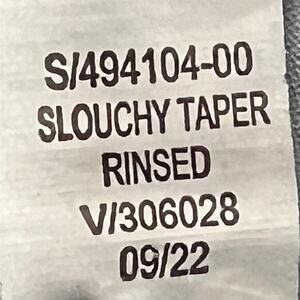 S/494104-00
SLOUCHY TAPER
RINSED
V/306028
09/22